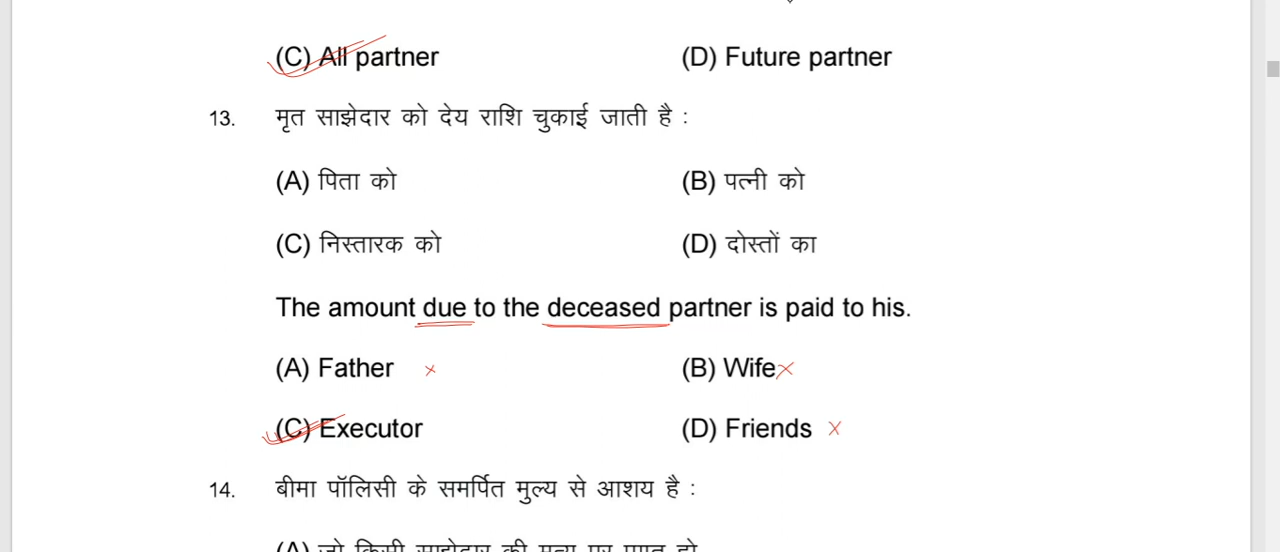 (C) All partner (D) Future partner
13. मृत साझेदार को देय राशि चुकाई जाती है :
(A) पिता को (B) पत्नी को
(C) निस्तारक को (D) दोस्तों का
The amount due to the deceased partner is paid to his.
(A) Father (B) Wife
(C) Executor (D) Friends
14. बीमा पॉलिसी के समर्पित मुल्य से आशय है :
(A) जो किसी साझेदार की मृत्यु पर